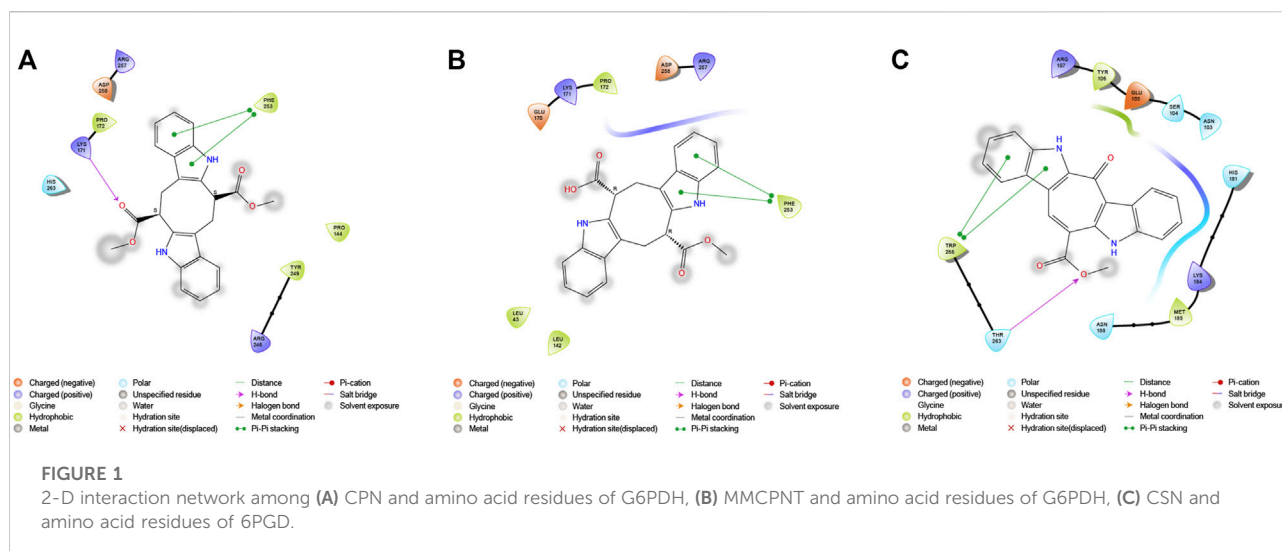 A
ARG
257
ASP
258
PRO
172
LYS
171
HIS
263
PHE
253
NH
S
O
O
S
O
O
HN
PRO
144
TYR
249
ARG
246
Charged (negative)
Charged (positive)
Glycine
Hydrophobic
Metal
Polar
Unspecified residue
Water
Hydration site
Hydration site(displaced)
Distance
H-bond
Halogen bond
Metal coordination
Pi-Pi stacking
Pi-cation
Salt bridge
Solvent exposure
B
ASP
258
ARG
257
PRO
172
LYS
171
GLU
170
O
HO
R
HN
NH
R
O
O
PHE
253
LEU
43
LEU
142
Charged (negative)
Charged (positive)
Glycine
Hydrophobic
Metal
Polar
Unspecified residue
Water
Hydration site
Hydration site(displaced)
Distance
H-bond
Halogen bond
Metal coordination
Pi-Pi stacking
Pi-cation
Salt bridge
Solvent exposure
C
ARG
107
TYR
106
GLU
105
SER
104
ASN
103
HIS
181
NH
O
O
O
NH
TRP
THR
263
LYS
184
MET
185
ASN
188
Charged (negative)
Charged (positive)
Glycine
Hydrophobic
Metal
Polar
Unspecified residue
Water
Hydration site
Hydration site(displaced)
Distance
H-bond
Halogen bond
Metal coordination
Pi-Pi stacking
Pi-cation
Salt bridge
Solvent exposure
FIGURE 1
2-D interaction network among (A) CPN and amino acid residues of G6PDH, (B) MMCPNT and amino acid residues of G6PDH, (C) CSN and
amino acid residues of 6PGD.